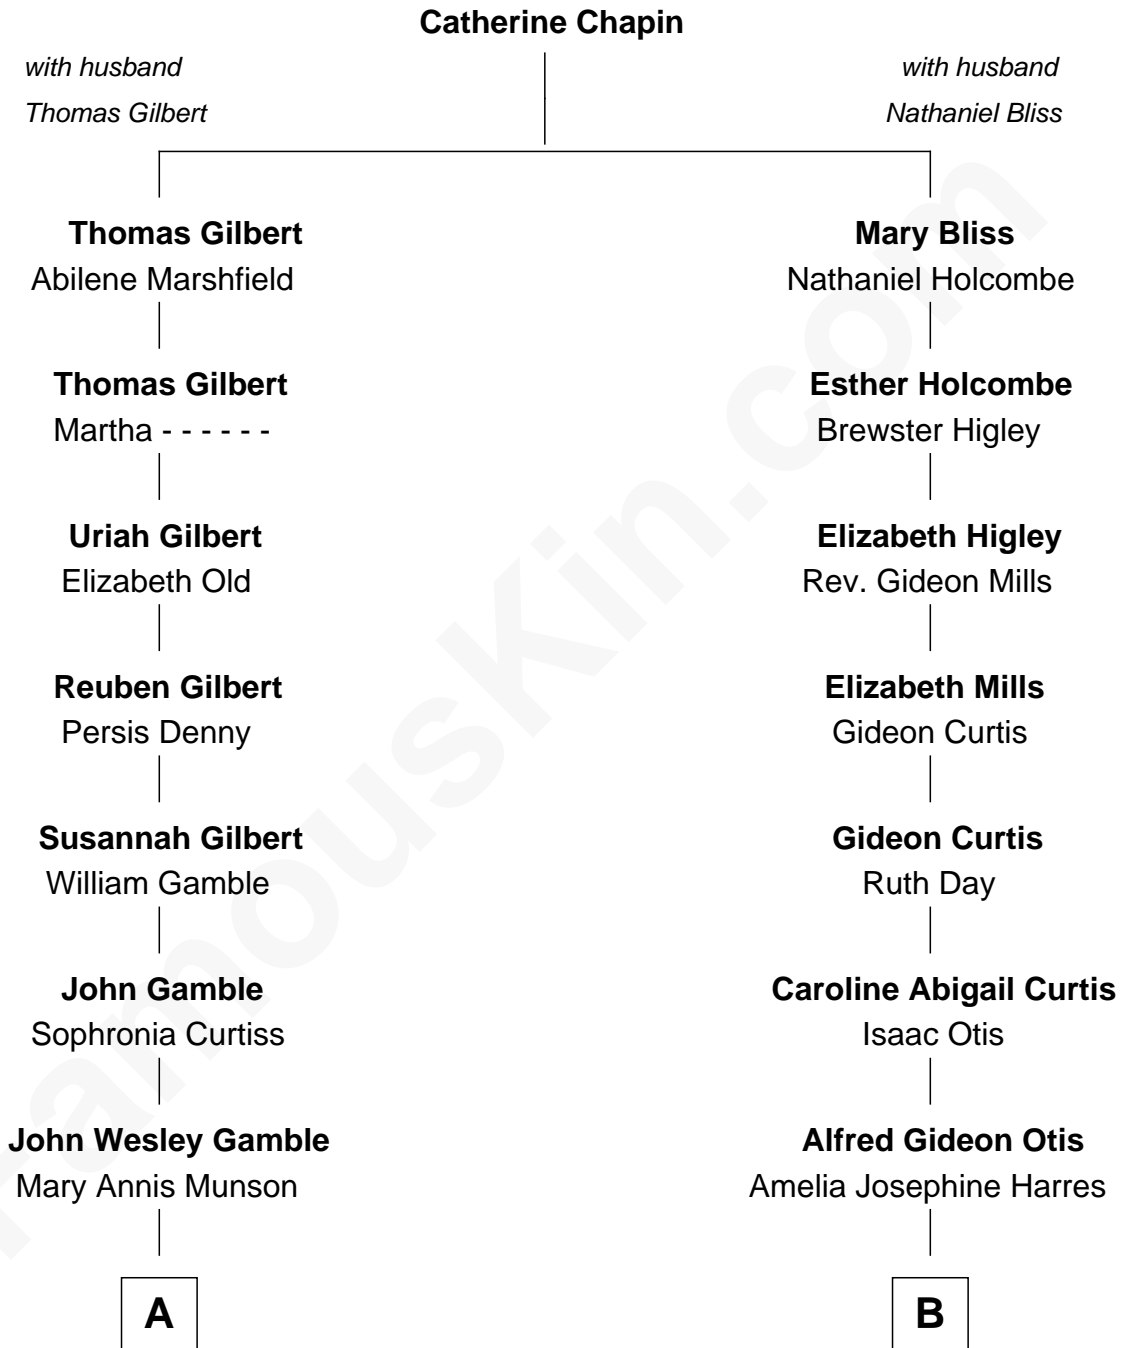 Catherine Chapin
with husband
Thomas Gilbert
with husband
Nathaniel Bliss
Thomas Gilbert
Abilene Marshfield
Mary Bliss
Nathaniel Holcombe
Thomas Gilbert
Martha - - - - - -
Esther Holcombe
Brewster Higley
Uriah Gilbert
Elizabeth Old
Elizabeth Higley
Rev. Gideon Mills
Reuben Gilbert
Persis Denny
Elizabeth Mills
Gideon Curtis
Susannah Gilbert
William Gamble
Gideon Curtis
Ruth Day
John Gamble
Sophronia Curtiss
Caroline Abigail Curtis
Isaac Otis
John Wesley Gamble
Mary Annis Munson
Alfred Gideon Otis
Amelia Josephine Harres
A
B
FamousKin.com